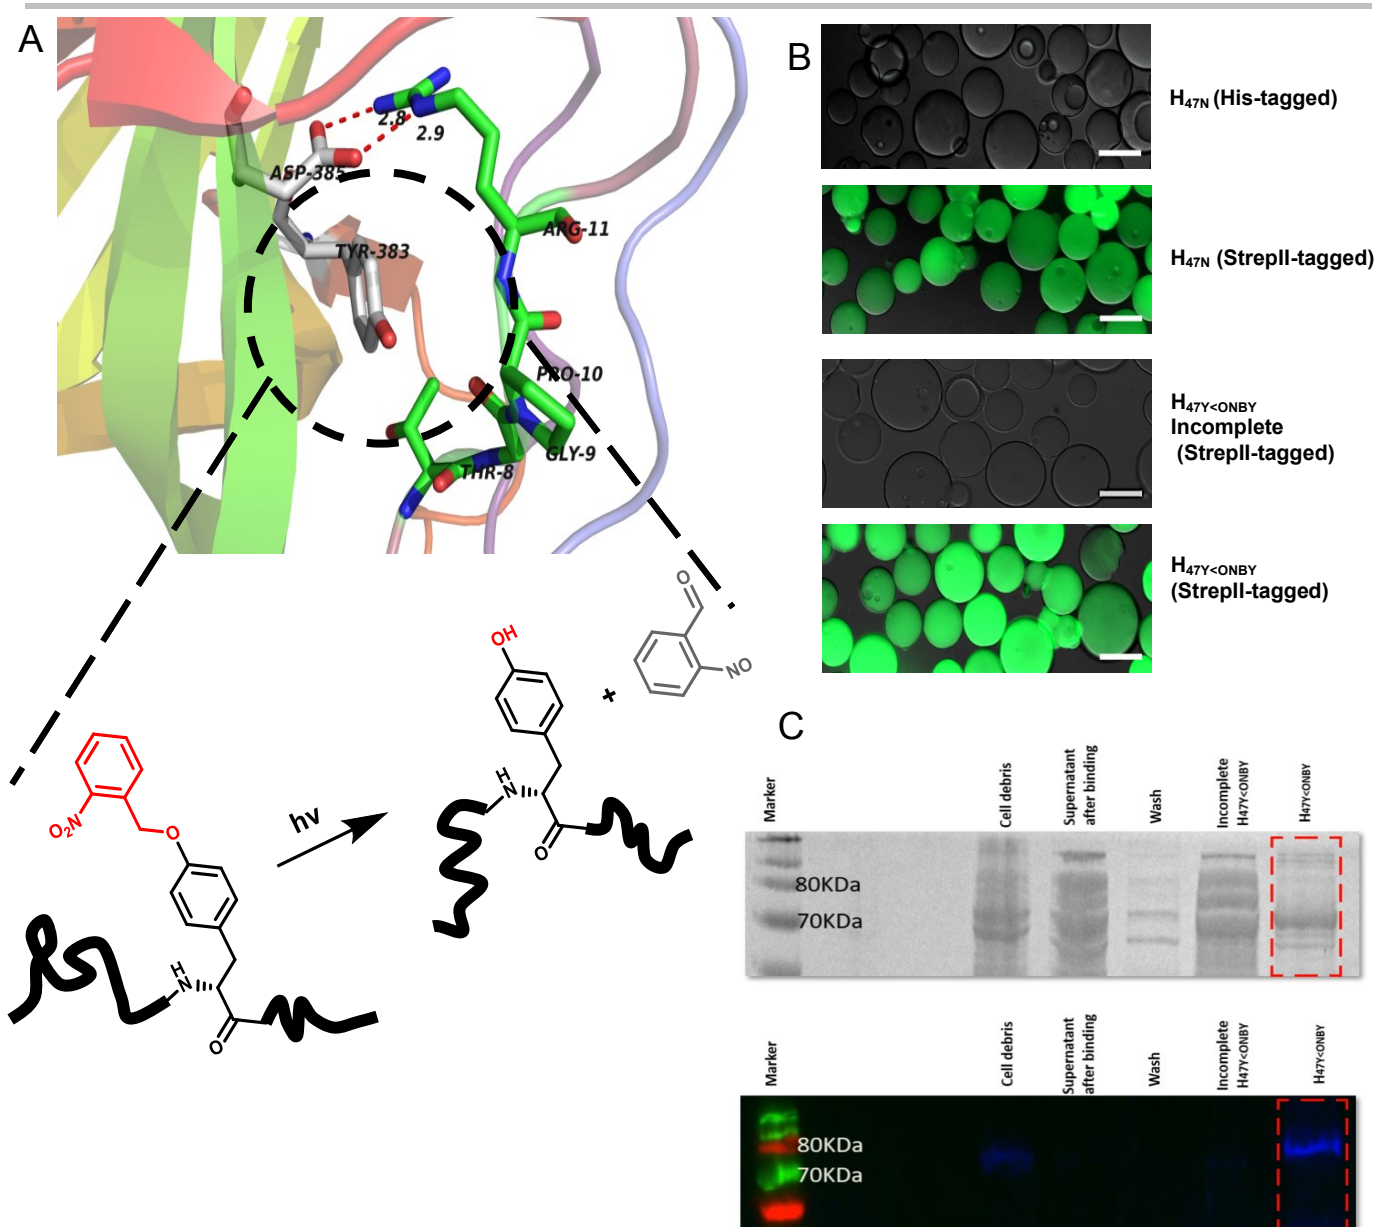 A
2.8
2.9
ASP-385
TYR-383
ARG-11
PRO-10
GLY-9
THR-8
B
H47N (His-tagged)
H47N (StrepII-tagged)
H47Y<ONBY
Incomplete
(StrepII-tagged)
H47Y<ONBY
(StrepII-tagged)
O
NO
OH
+
H
N
O
O2N
O
hν
H
N
O
C
Marker
Cell debris
Supernatant
after binding
Wash
Incomplete
H47Y<ONBY
H47Y<ONBY
80KDa
70KDa
Marker
Cell debris
Supernatant
after binding
Wash
Incomplete
H47Y<ONBY
H47Y<ONBY
80KDa
70KDa